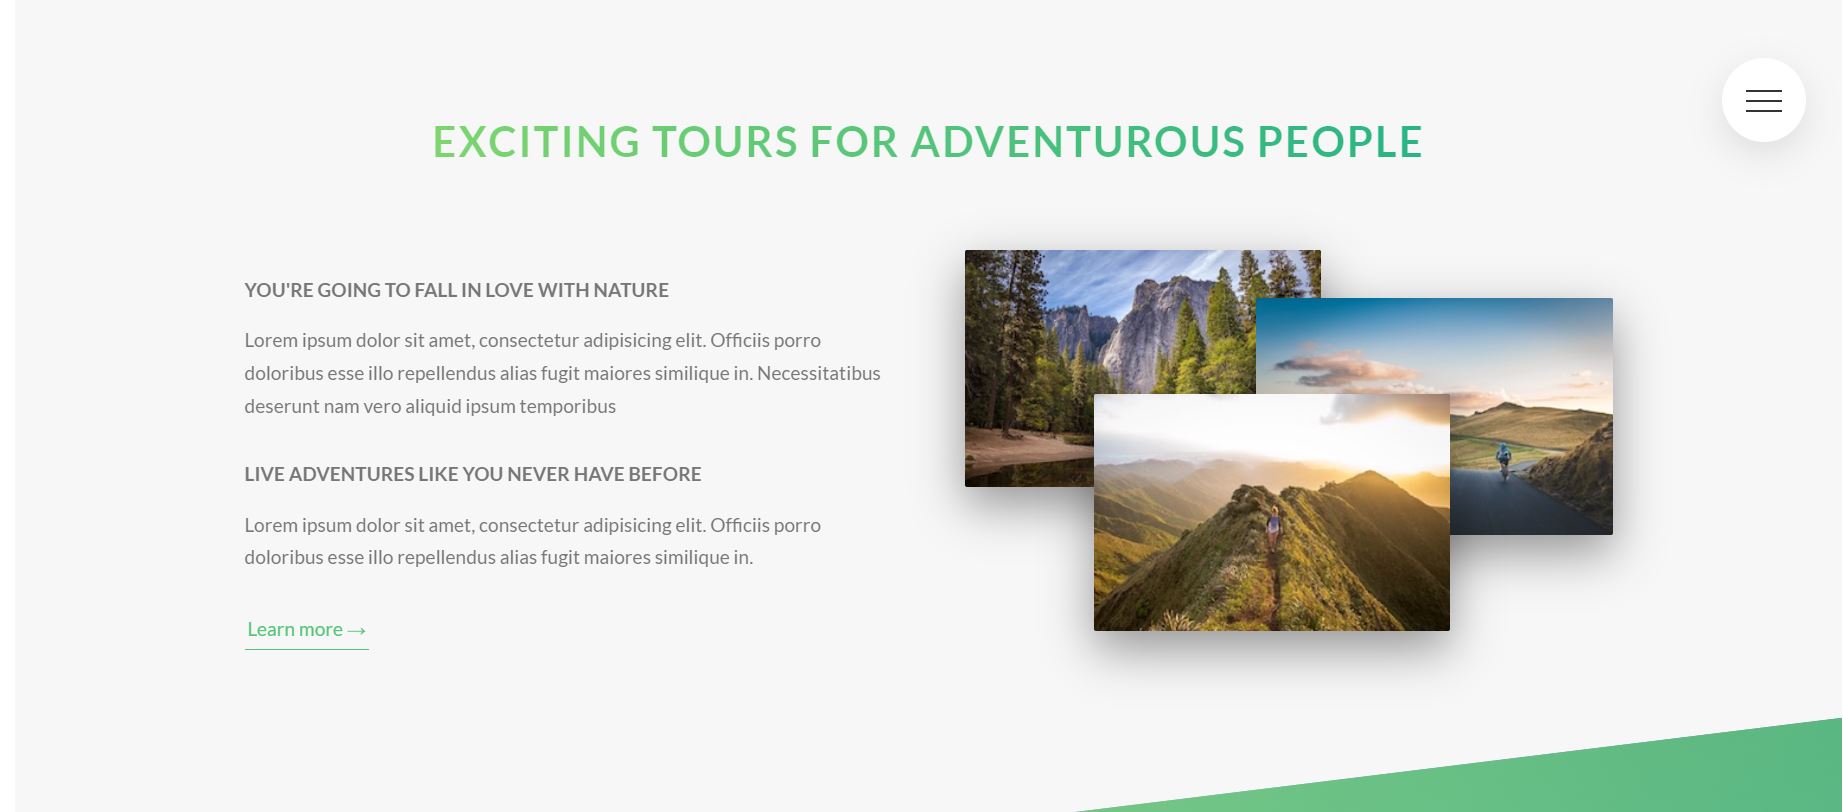 EXCITING TOURS FOR ADVENTUROUS PEOPLE
YOU'RE GOING TO FALL IN LOVE WITH NATURE
Lorem ipsum dolor sit amet, consectetur adipisicing elit. Officiis porro
doloribus esse illo repellendus alias fugit maiores similique in. Necessitatibus
deserunt nam vero aliquid ipsum temporibus
LIVE ADVENTURES LIKE YOU NEVER HAVE BEFORE
Lorem ipsum dolor sit amet, consectetur adipisicing elit. Officiis porro
doloribus esse illo repellendus alias fugit maiores similique in.
Learn more →